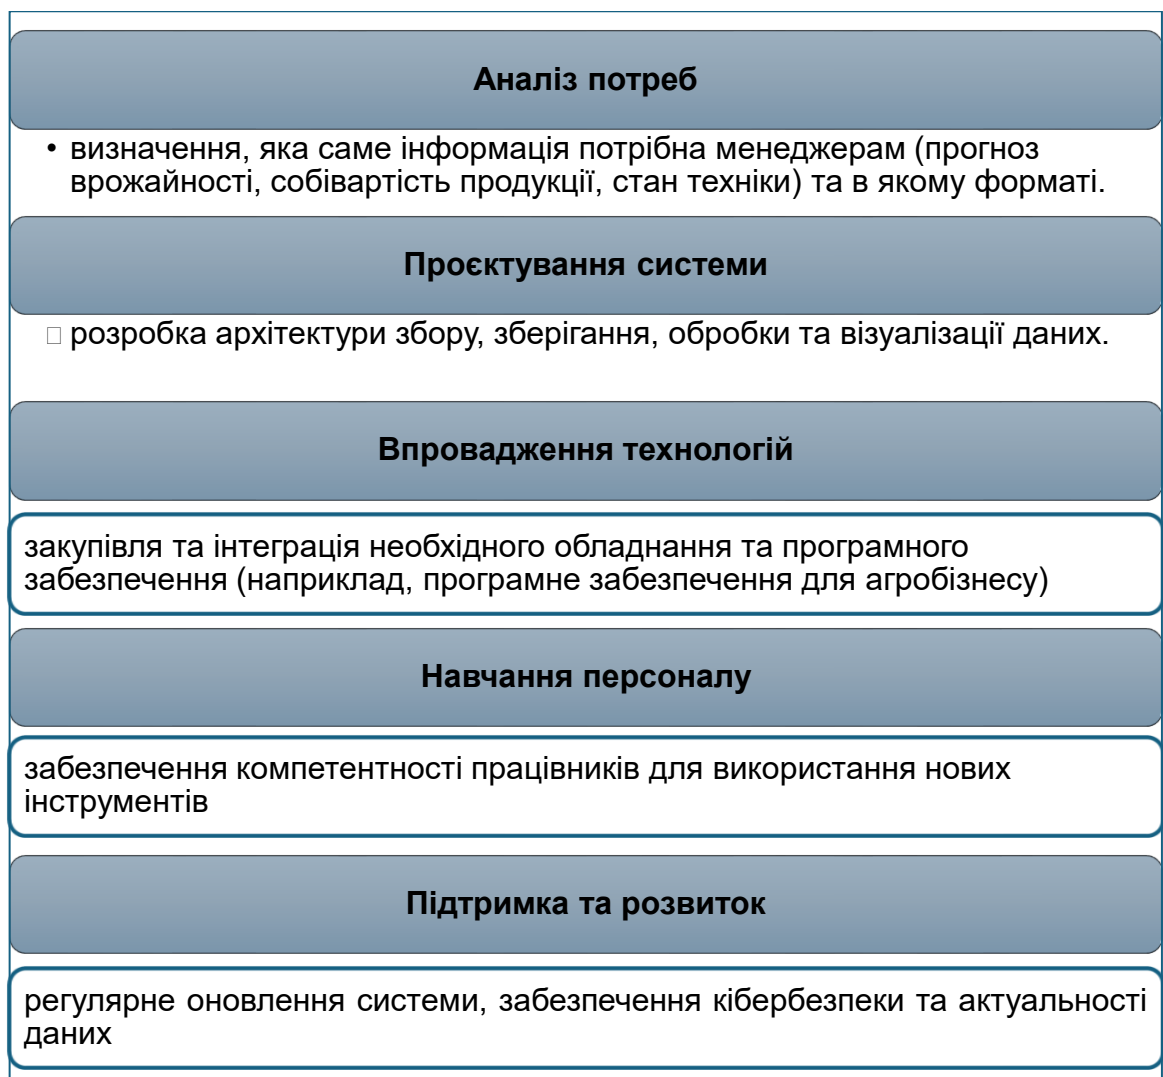 Аналіз потреб
• визначення, яка саме інформація потрібна менеджерам (прогноз
врожайності, собівартість продукції, стан техніки) та в якому форматі.
Проєктування системи
□ розробка архітектури збору, зберігання, обробки та візуалізації даних.
Впровадження технологій
закупівля та інтеграція необхідного обладнання та програмного
забезпечення (наприклад, програмне забезпечення для агробізнесу)
Навчання персоналу
забезпечення компетентності працівників для використання нових
інструментів
Підтримка та розвиток
регулярне оновлення системи, забезпечення кібербезпеки та актуальності
даних